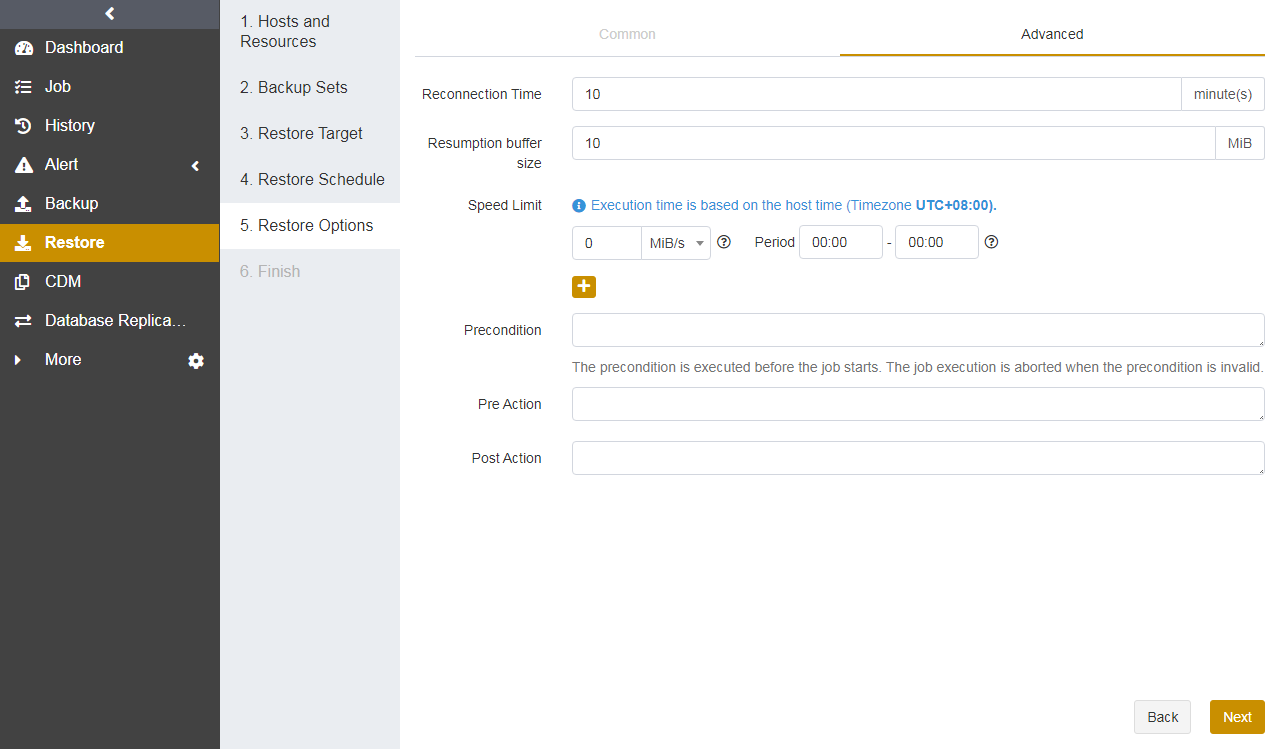 Dashboard
Job
History
Alert
Backup
Restore
CDM
Database Replica...
More
1. Hosts and
Resources
2. Backup Sets
3. Restore Target
4. Restore Schedule
5. Restore Options
6. Finish
Common
Advanced
Reconnection Time
10
minute(s)
Resumption buffer
size
10
MiB
Speed Limit
Execution time is based on the host time (Timezone UTC+08:00).
0
MiB/s
Period
00:00
-
00:00
Precondition
The precondition is executed before the job starts. The job execution is aborted when the precondition is invalid.
Pre Action
Post Action
Back
Next